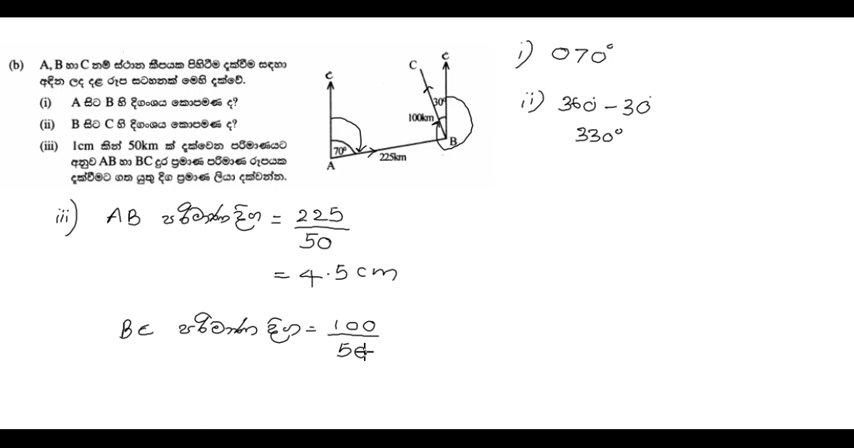 (b) A, B හා C නම් ස්ථාන කීපයක පිහිටීම දැක්වීම සඳහා
අඳින ලද දළ රූප සටහනක් මෙහි දැක්වේ.
(i) A සිට B හි දිගංශය කොපමණ ද?
(ii) B සිට C හි දිගංශය කොපමණ ද?
(iii) 1cm කින් 50km ක් දැක්වෙන පරිමාණයට
අනුව AB හා BC දුර ප්‍රමාණ පරිමාණ රූපයක
දැක්වීමට ගත යුතු දිග ප්‍රමාණ ලියා දක්වන්න.
C
30°
100km
B
70°
A
225km
i) 070°
ii) 360° - 30°
330°
iii) AB පරිමාණ දිග = 225
50
= 4.5 cm
BC පරිමාණ දිග = 100